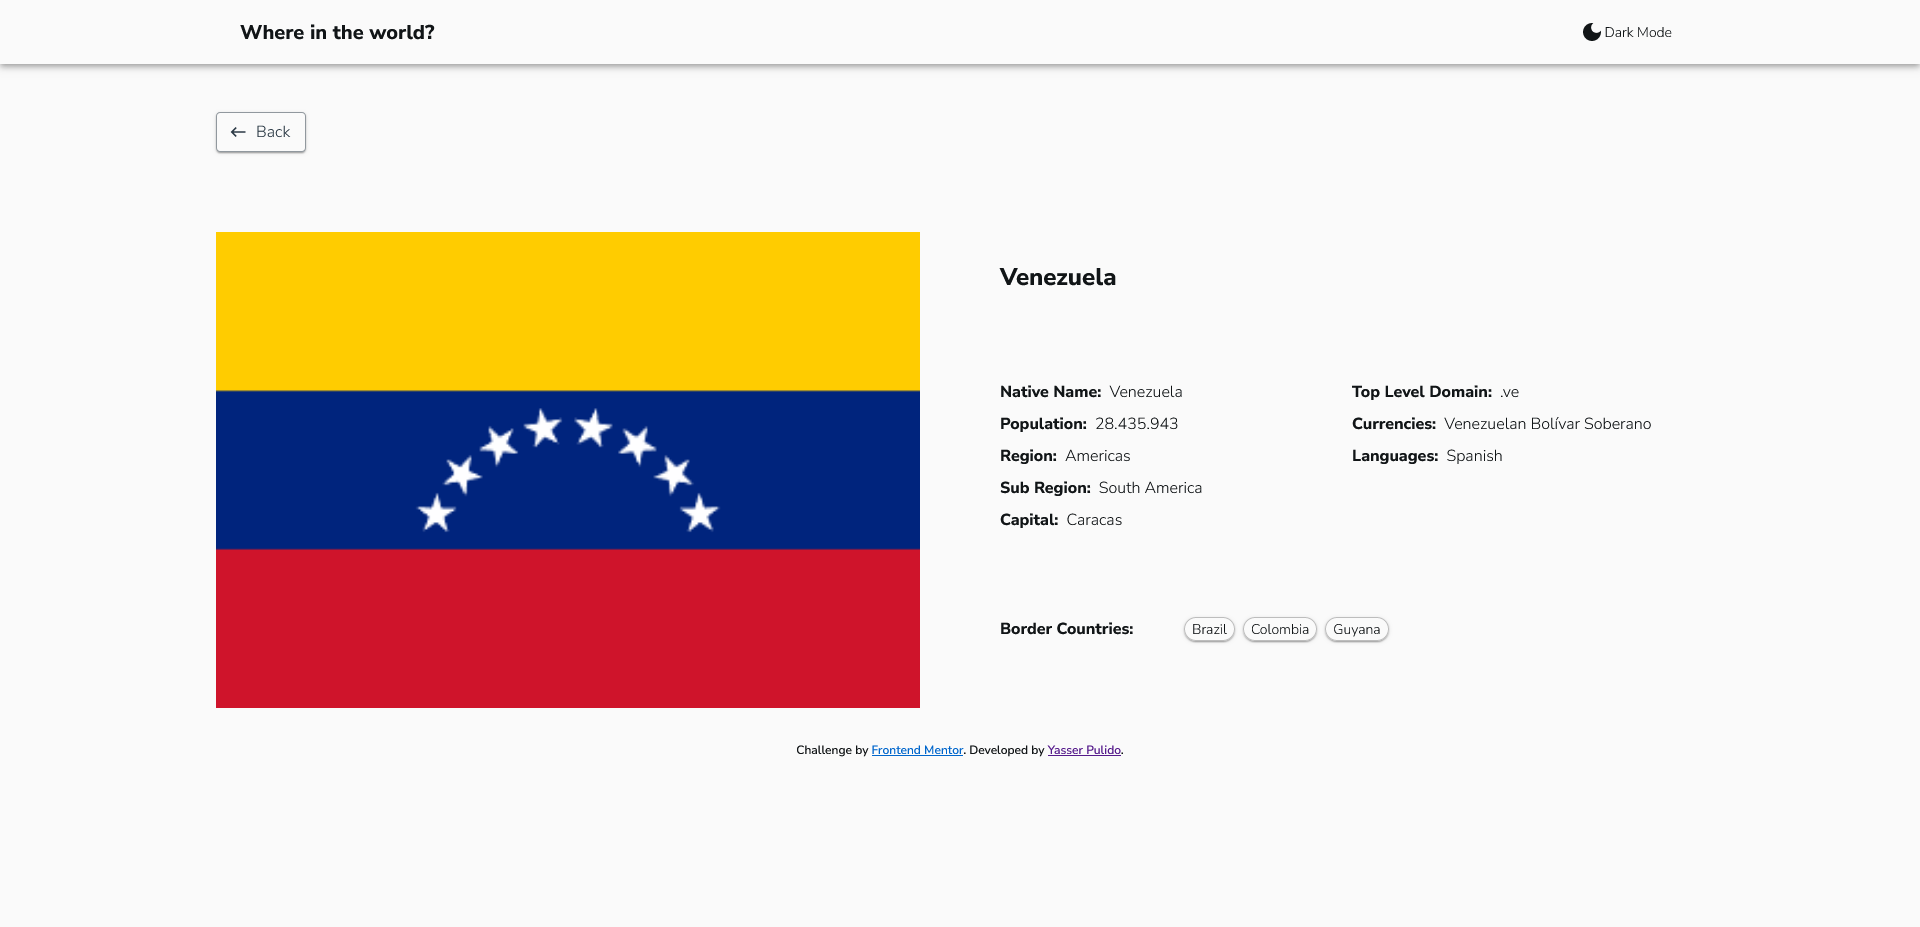 Where in the world?
Dark Mode
Back
Venezuela
Native Name: Venezuela
Population: 28.435.943
Region: Americas
Sub Region: South America
Capital: Caracas
Top Level Domain: .ve
Currencies: Venezuelan Bolívar Soberano
Languages: Spanish
Border Countries: Brazil Colombia Guyana
Challenge by Frontend Mentor. Developed by Yasser Pulido.